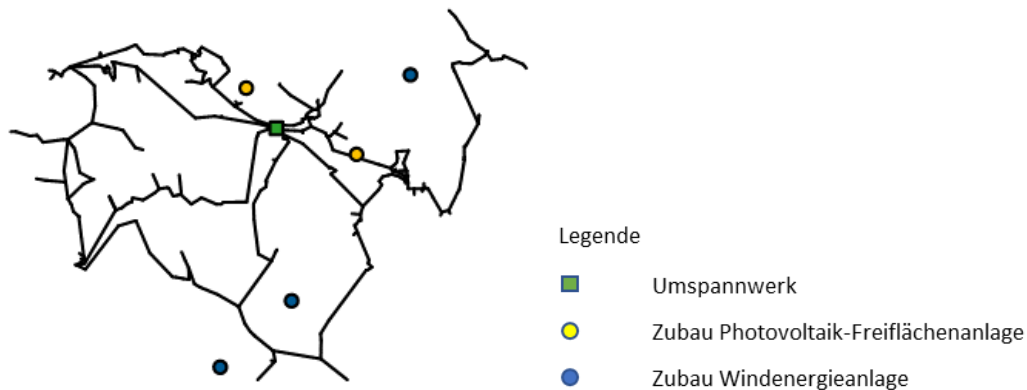 Legende
Umspannwerk
Zubau Photovoltaik-Freiflächenanlage
Zubau Windenergieanlage